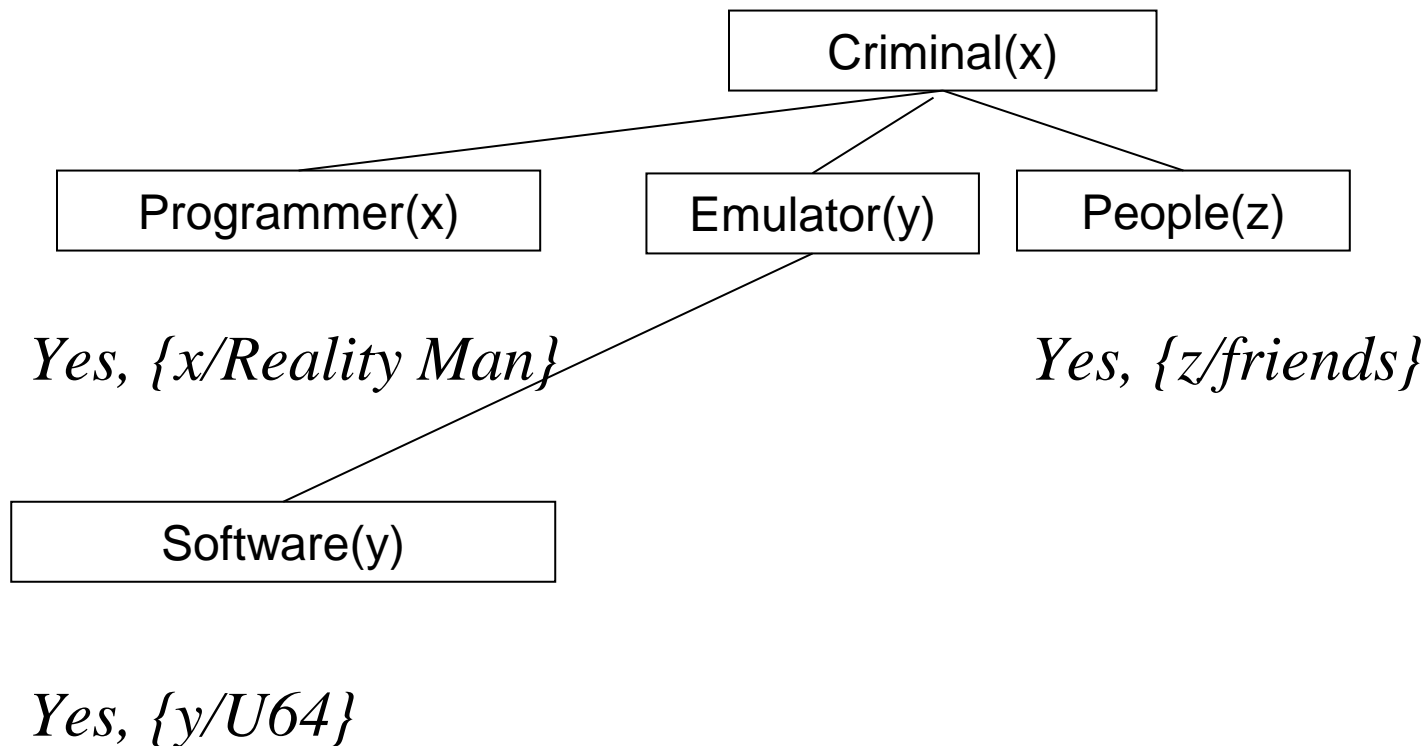 Criminal(x)
Programmer(x)
Emulator(y)
People(z)
Yes, {x/Reality Man}
Yes, {z/friends}
Software(y)
Yes, {y/U64}